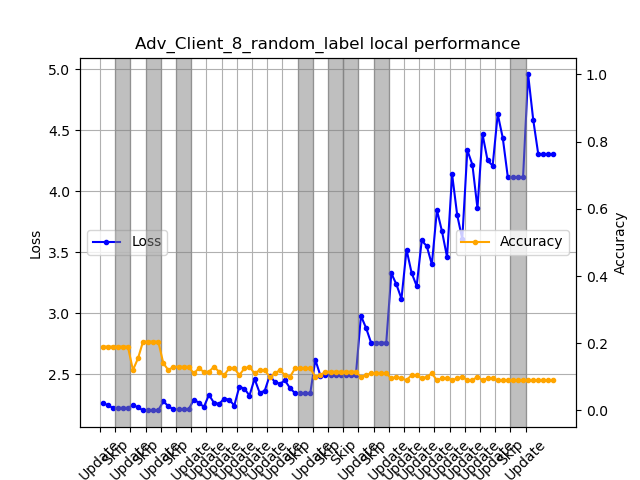 Adv_Client_8_random_label local performance
5.0
4.5
4.0
3.5
3.0
2.5
Loss
1.0
0.8
0.6
0.4
0.2
0.0
Accuracy
Loss
Accuracy
Update
Skip
Update
Skip
Update
Skip
Update
Update
Update
Update
Update
Update
Update
Skip
Update
Skip
Skip
Update
Skip
Update
Update
Update
Update
Update
Update
Update
Update
Skip
Update